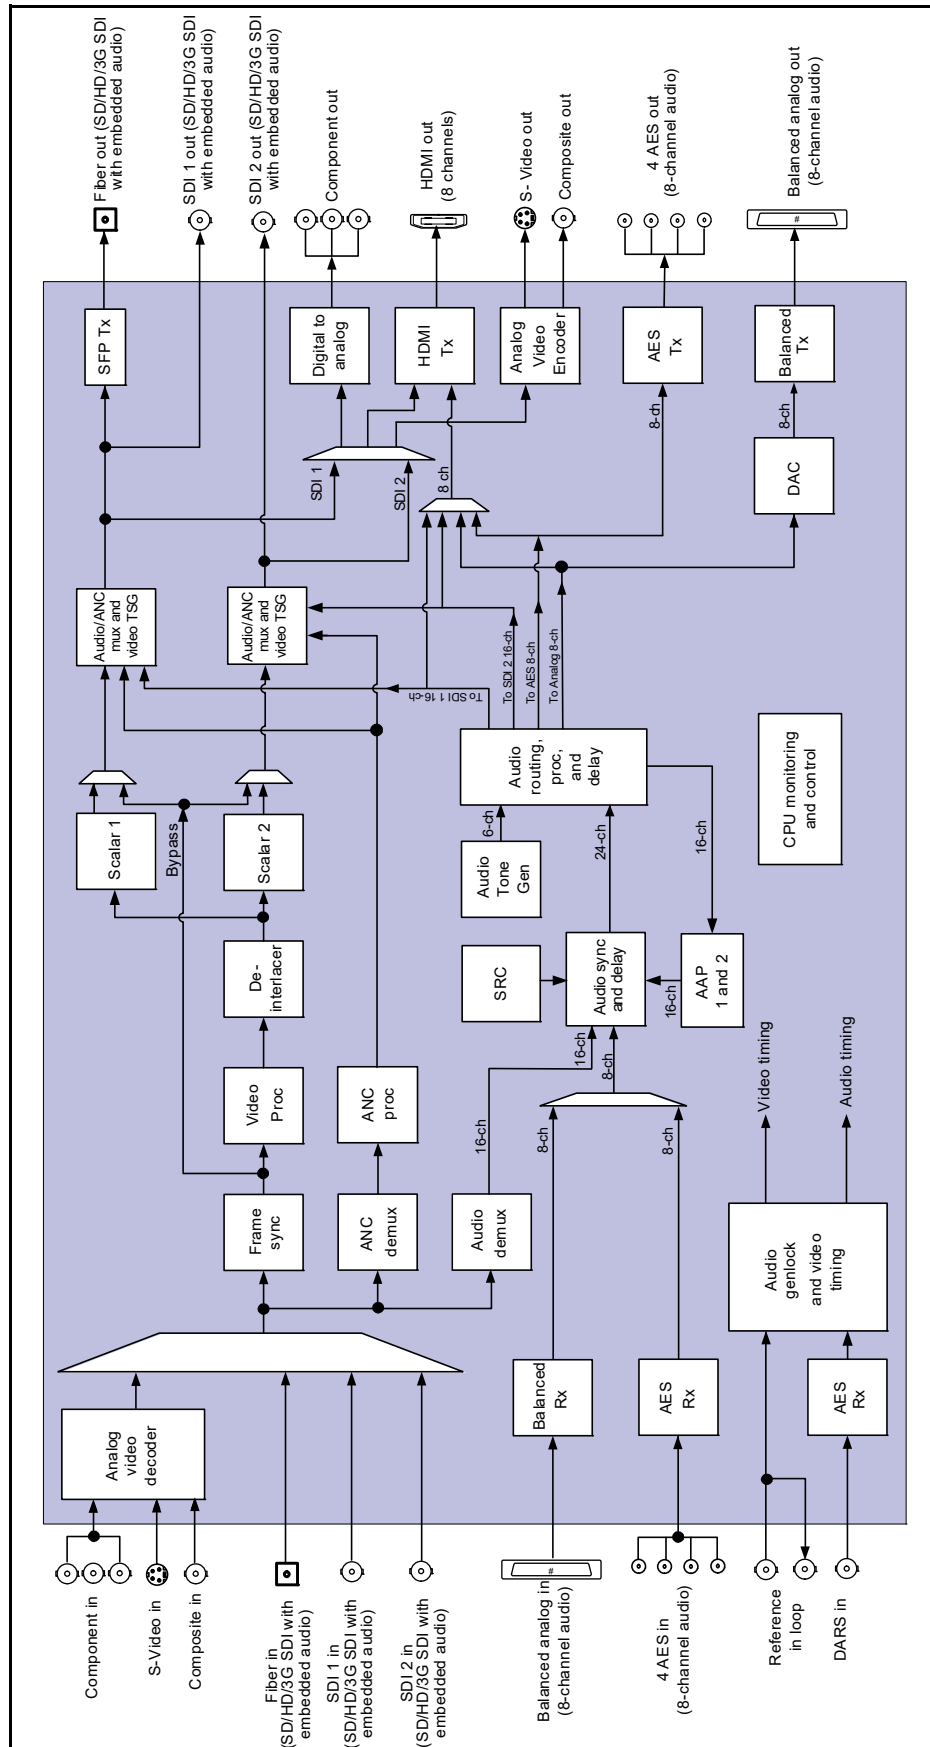 Component in
S-Video in
Composite in
Fiber in
(SD/HD/3G SDI with
embedded audio)
SDI 1 in
(SD/HD/3G SDI with
embedded audio)
SDI 2 in
(SD/HD/3G SDI with
embedded audio)
Balanced analog in
(8-channel audio)
#
4 AES in
(8-channel audio)
Reference
in loop
DARS in
Analog
video
decoder
Balanced
Rx
AES
Rx
AES
Rx
Audio
genlock
and video
timing
Video timing
Audio timing
Frame
sync
ANC
demux
Audio
demux
16-ch
8-ch
8-ch
Video
Proc
ANC
proc
De-
interlacer
Bypass
Scalar 1
Scalar 2
SRC
Audio sync
and delay
16-ch
8-ch
16-ch
AAP
1 and 2
Audio
Tone
Gen
6-ch
24-ch
16-ch
Audio
routing,
proc,
and
delay
CPU monitoring
and control
To SDI 1 16-ch
To SDI 2 16-ch
To AES 8-ch
To Analog 8-ch
Audio/ANC
mux and
video TSG
Audio/ANC
mux and
video TSG
SDI 1
SDI 2
8 ch
DAC
8-ch
8-ch
SFP Tx
Digital to
analog
HDMI
Tx
Analog
Video
Encoder
AES
Tx
Balanced
Tx
Fiber out (SD/HD/3G SDI
with embedded audio)
SDI 1 out (SD/HD/3G SDI
with embedded audio)
SDI 2 out (SD/HD/3G SDI
with embedded audio)
Component out
HDMI out
(8 channels)
S- Video out
Composite out
4 AES out
(8-channel audio)
#
Balanced analog out
(8-channel audio)